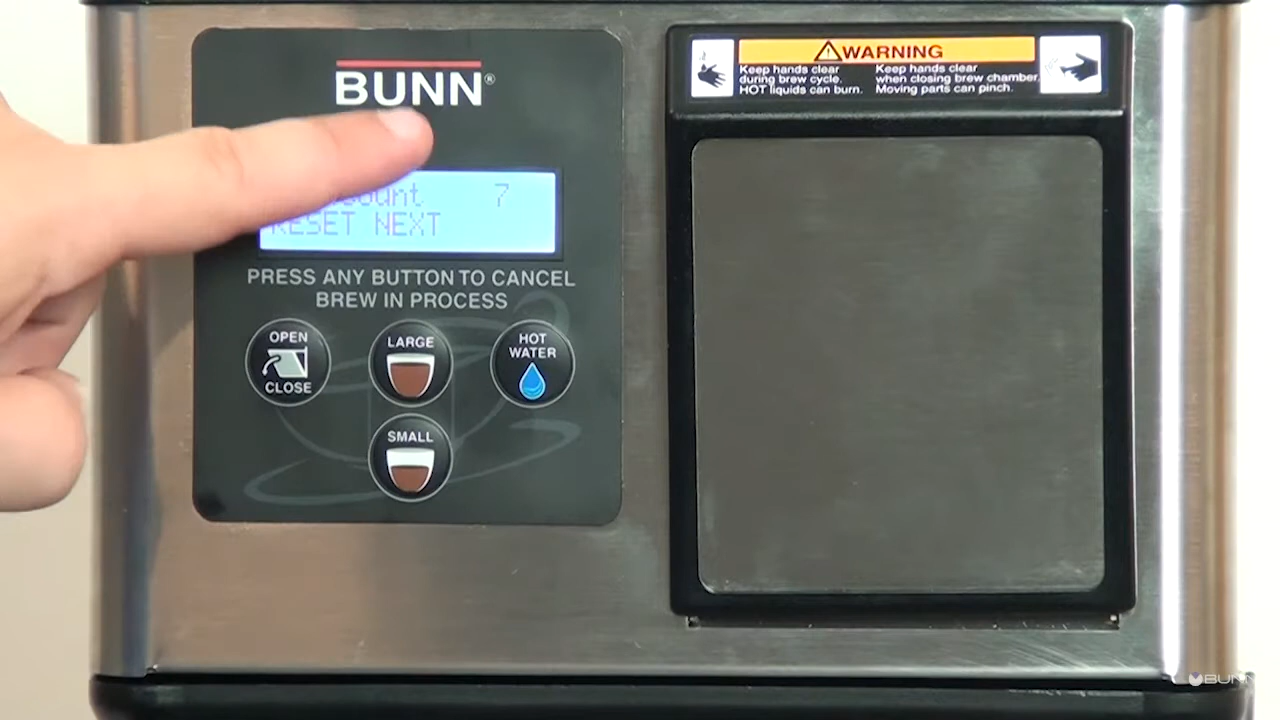 BUNN®
7
RESET NEXT
PRESS ANY BUTTON TO CANCEL
BREW IN PROCESS
OPEN
CLOSE
LARGE
HOT
WATER
SMALL
WARNING
Keep hands clear
during brew cycle.
HOT liquids can burn.
Keep hands clear
when closing brew chamber.
Moving parts can pinch.
BUNN